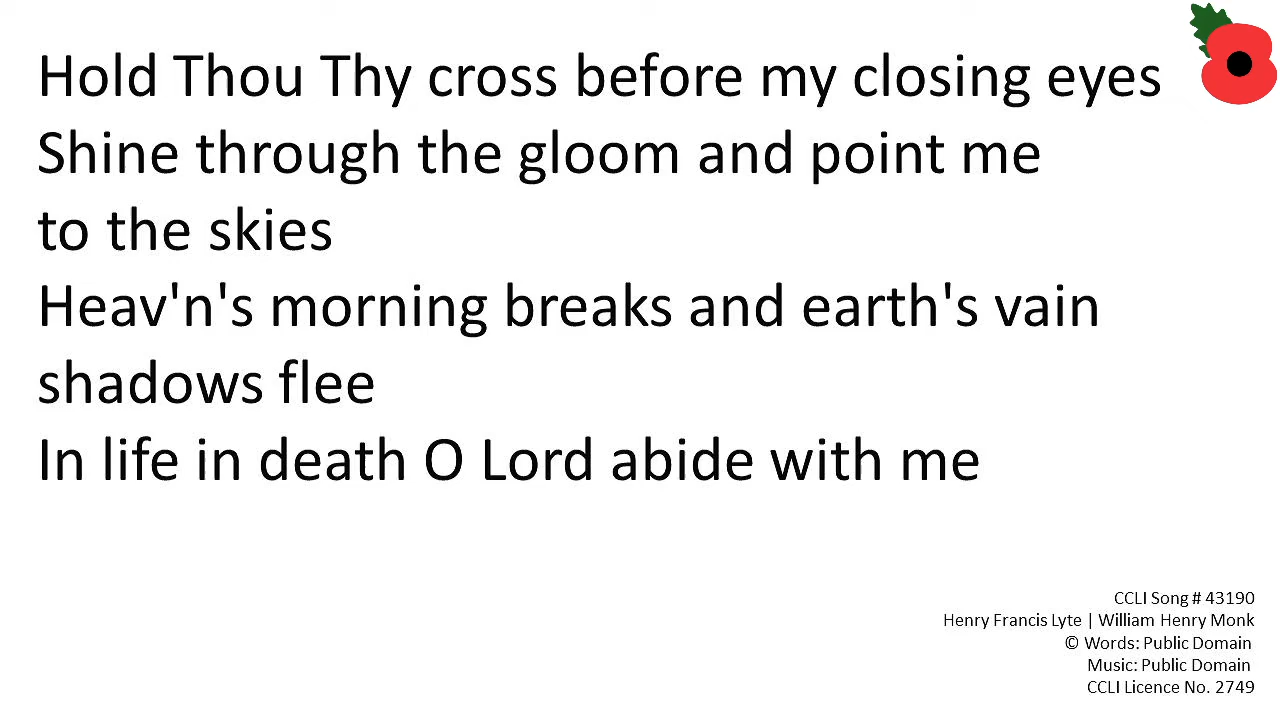 Hold Thou Thy cross before my closing eyes
Shine through the gloom and point me
to the skies
Heav'n's morning breaks and earth's vain
shadows flee
In life in death O Lord abide with me
CCLI Song # 43190
Henry Francis Lyte | William Henry Monk
© Words: Public Domain
Music: Public Domain
CCLI Licence No. 2749